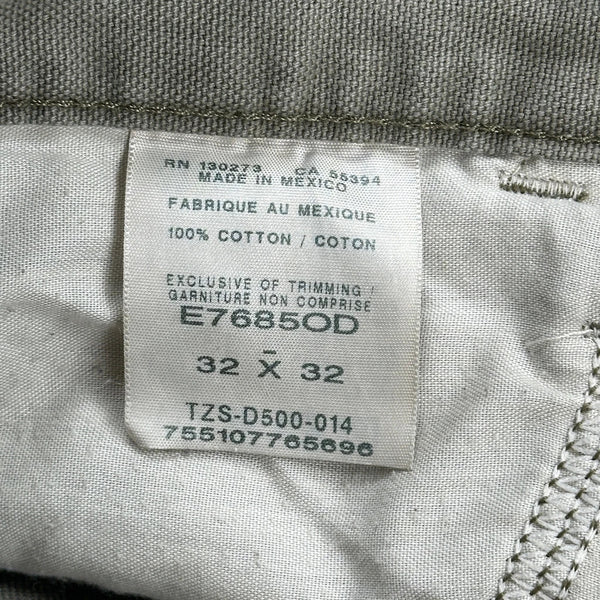 RN 130273 CA 55394
MADE IN MEXICO
FABRIQUE AU MEXIQUE
100% COTTON / COTON
EXCLUSIVE OF TRIMMING /
GARNITURE NON COMPRISE
E7685OD
32 X 32
TZS-D500-014
755107765696